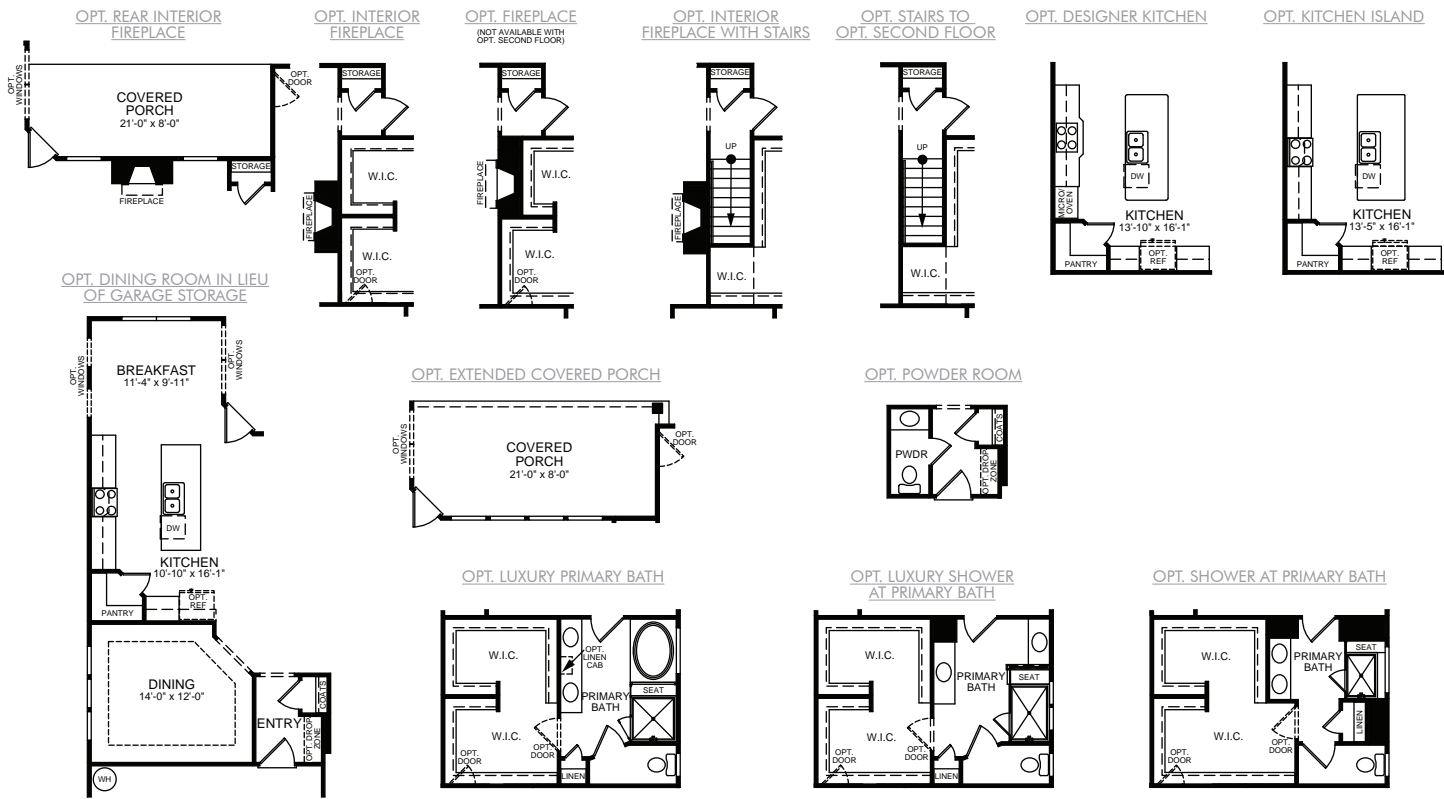 OPT. REAR INTERIOR
FIREPLACE
OPT. WINDOWS
COVERED
PORCH
21'-0" x 8'-0"
OPT.
DOOR
STORAGE
FIREPLACE
OPT. INTERIOR
FIREPLACE
STORAGE
W.I.C.
FIREPLACE
W.I.C.
OPT.
DOOR
OPT. FIREPLACE
(NOT AVAILABLE WITH
OPT. SECOND FLOOR)
STORAGE
FIREPLACE
W.I.C.
W.I.C.
OPT.
DOOR
OPT. INTERIOR
FIREPLACE WITH STAIRS
STORAGE
UP
FIREPLACE
W.I.C.
OPT. STAIRS TO
OPT. SECOND FLOOR
STORAGE
UP
W.I.C.
OPT. DESIGNER KITCHEN
DW
MICRO/
OVEN
KITCHEN
13'-10" x 16'-1"
PANTRY
OPT.
REF
OPT. KITCHEN ISLAND
DW
KITCHEN
13'-5" x 16'-1"
PANTRY
OPT.
REF
OPT. DINING ROOM IN LIEU
OF GARAGE STORAGE
OPT.
WINDOWS
BREAKFAST
11'-4" x 9'-11"
OPT.
WINDOWS
DW
KITCHEN
10'-10" x 16'-1"
PANTRY
OPT.
REF
DINING
14'-0" x 12'-0"
ENTRY
COATS
OPT. DROP
ZONE
WH
OPT. EXTENDED COVERED PORCH
OPT.
WINDOWS
COVERED
PORCH
21'-0" x 8'-0"
OPT.
DOOR
OPT. POWDER ROOM
PWDR
COATS
OPT. DROP
ZONE
OPT. LUXURY PRIMARY BATH
W.I.C.
OPT.
LINEN
CAB
PRIMARY
BATH
SEAT
W.I.C.
OPT.
DOOR
OPT.
DOOR
LINEN
OPT. LUXURY SHOWER
AT PRIMARY BATH
W.I.C.
PRIMARY
BATH
SEAT
W.I.C.
OPT.
DOOR
OPT.
DOOR
LINEN
OPT. SHOWER AT PRIMARY BATH
W.I.C.
PRIMARY
BATH
SEAT
W.I.C.
OPT.
DOOR
LINEN
OPT.
DOOR